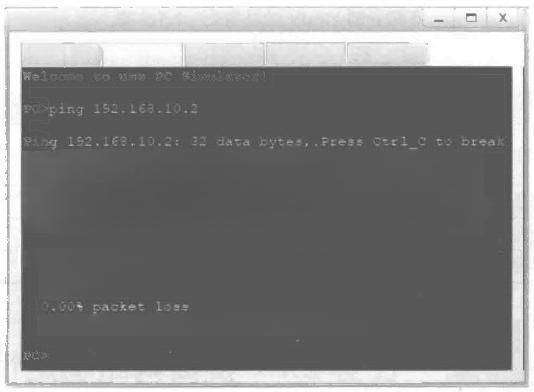 Welcome to use PC Simulator!
PC>ping 192.168.10.2
Ping 192.168.10.2: 32 data bytes, Press Ctrl_C to break
0.00% packet loss
PC>